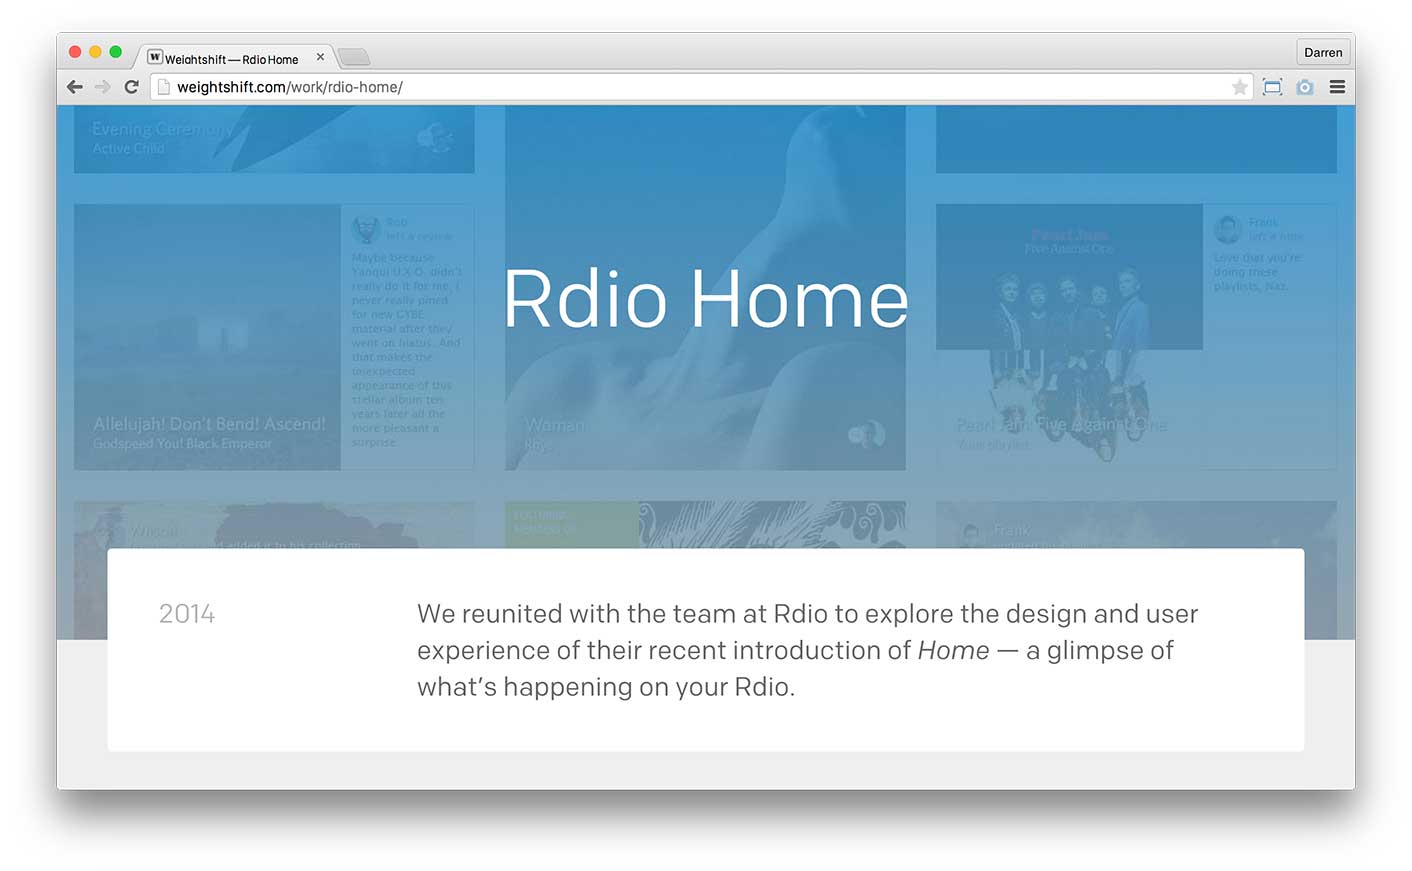 Weightshift — Rdio Home
Darren
weightshift.com/work/rdio-home/
Evening Ceremony
Active Child
Rob
left a review
Maybe because
Yanqui U.X.O. didn't
really do it for me, I
never really pined
for new GYBE
material after they
went on hiatus. And
that makes the
unexpected
appearance of this
stellar album ten
years later all the
more pleasant a
surprise.
Allelujah! Don't Bend! Ascend!
Godspeed You! Black Emperor
Rdio Home
Woman
Rhye
Pearl Jam
Five Against One
Frank
left a note
Love that you're
doing these
playlists, Naz.
Pearl Jam: Five Against One
Your playlist
and added it to his collection
Frank
2014
We reunited with the team at Rdio to explore the design and user
experience of their recent introduction of Home — a glimpse of
what's happening on your Rdio.